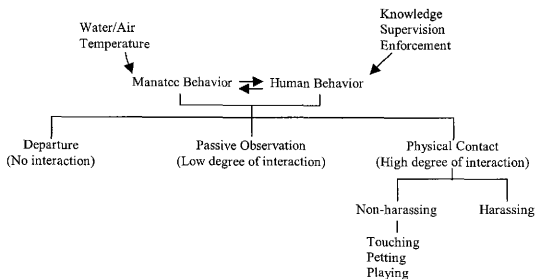 Knowledge
Supervision
Enforcement
Water/Air
Temperature
Manatee Behavior
Human Behavior
Departure
(No interaction)
Passive Observation
(Low degree of interaction)
Physical Contact
(High degree of interaction)
Non-harassing
Harassing
Touching
Petting
Playing